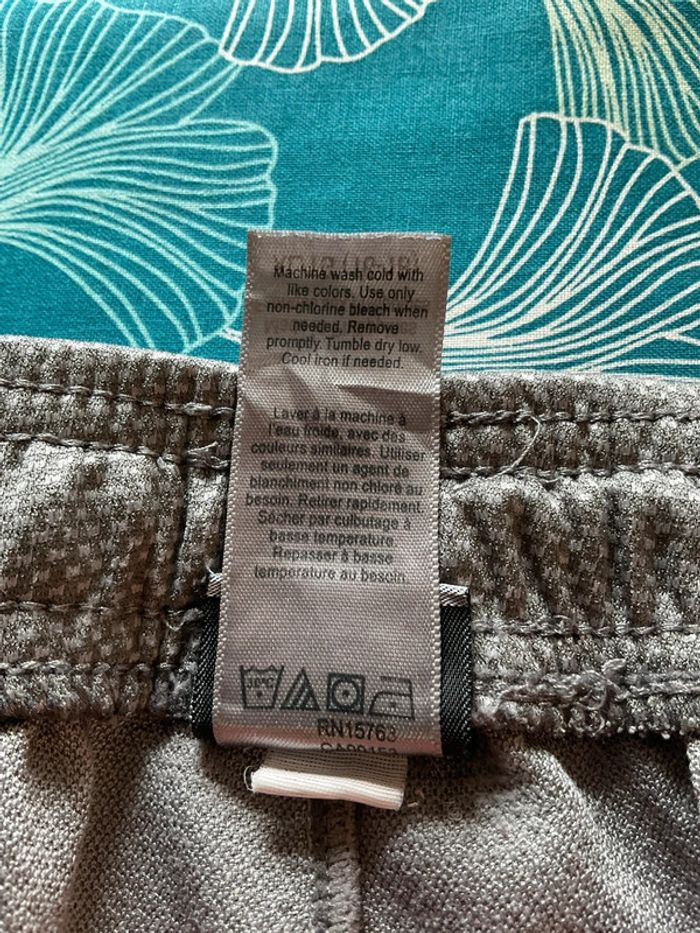 Machine wash cold with
like colors. Use only
non-chlorine bleach when
needed. Remove
promptly. Tumble dry low.
Cool iron if needed.
Laver à la machine à
l'eau froide, avec des
couleurs similaires. Utiliser
seulement un agent de
blanchiment non chloré au
besoin. Retirer rapidement.
Sécher par culbutage à
basse température
Repasser à basse
température au besoin.
RN15763